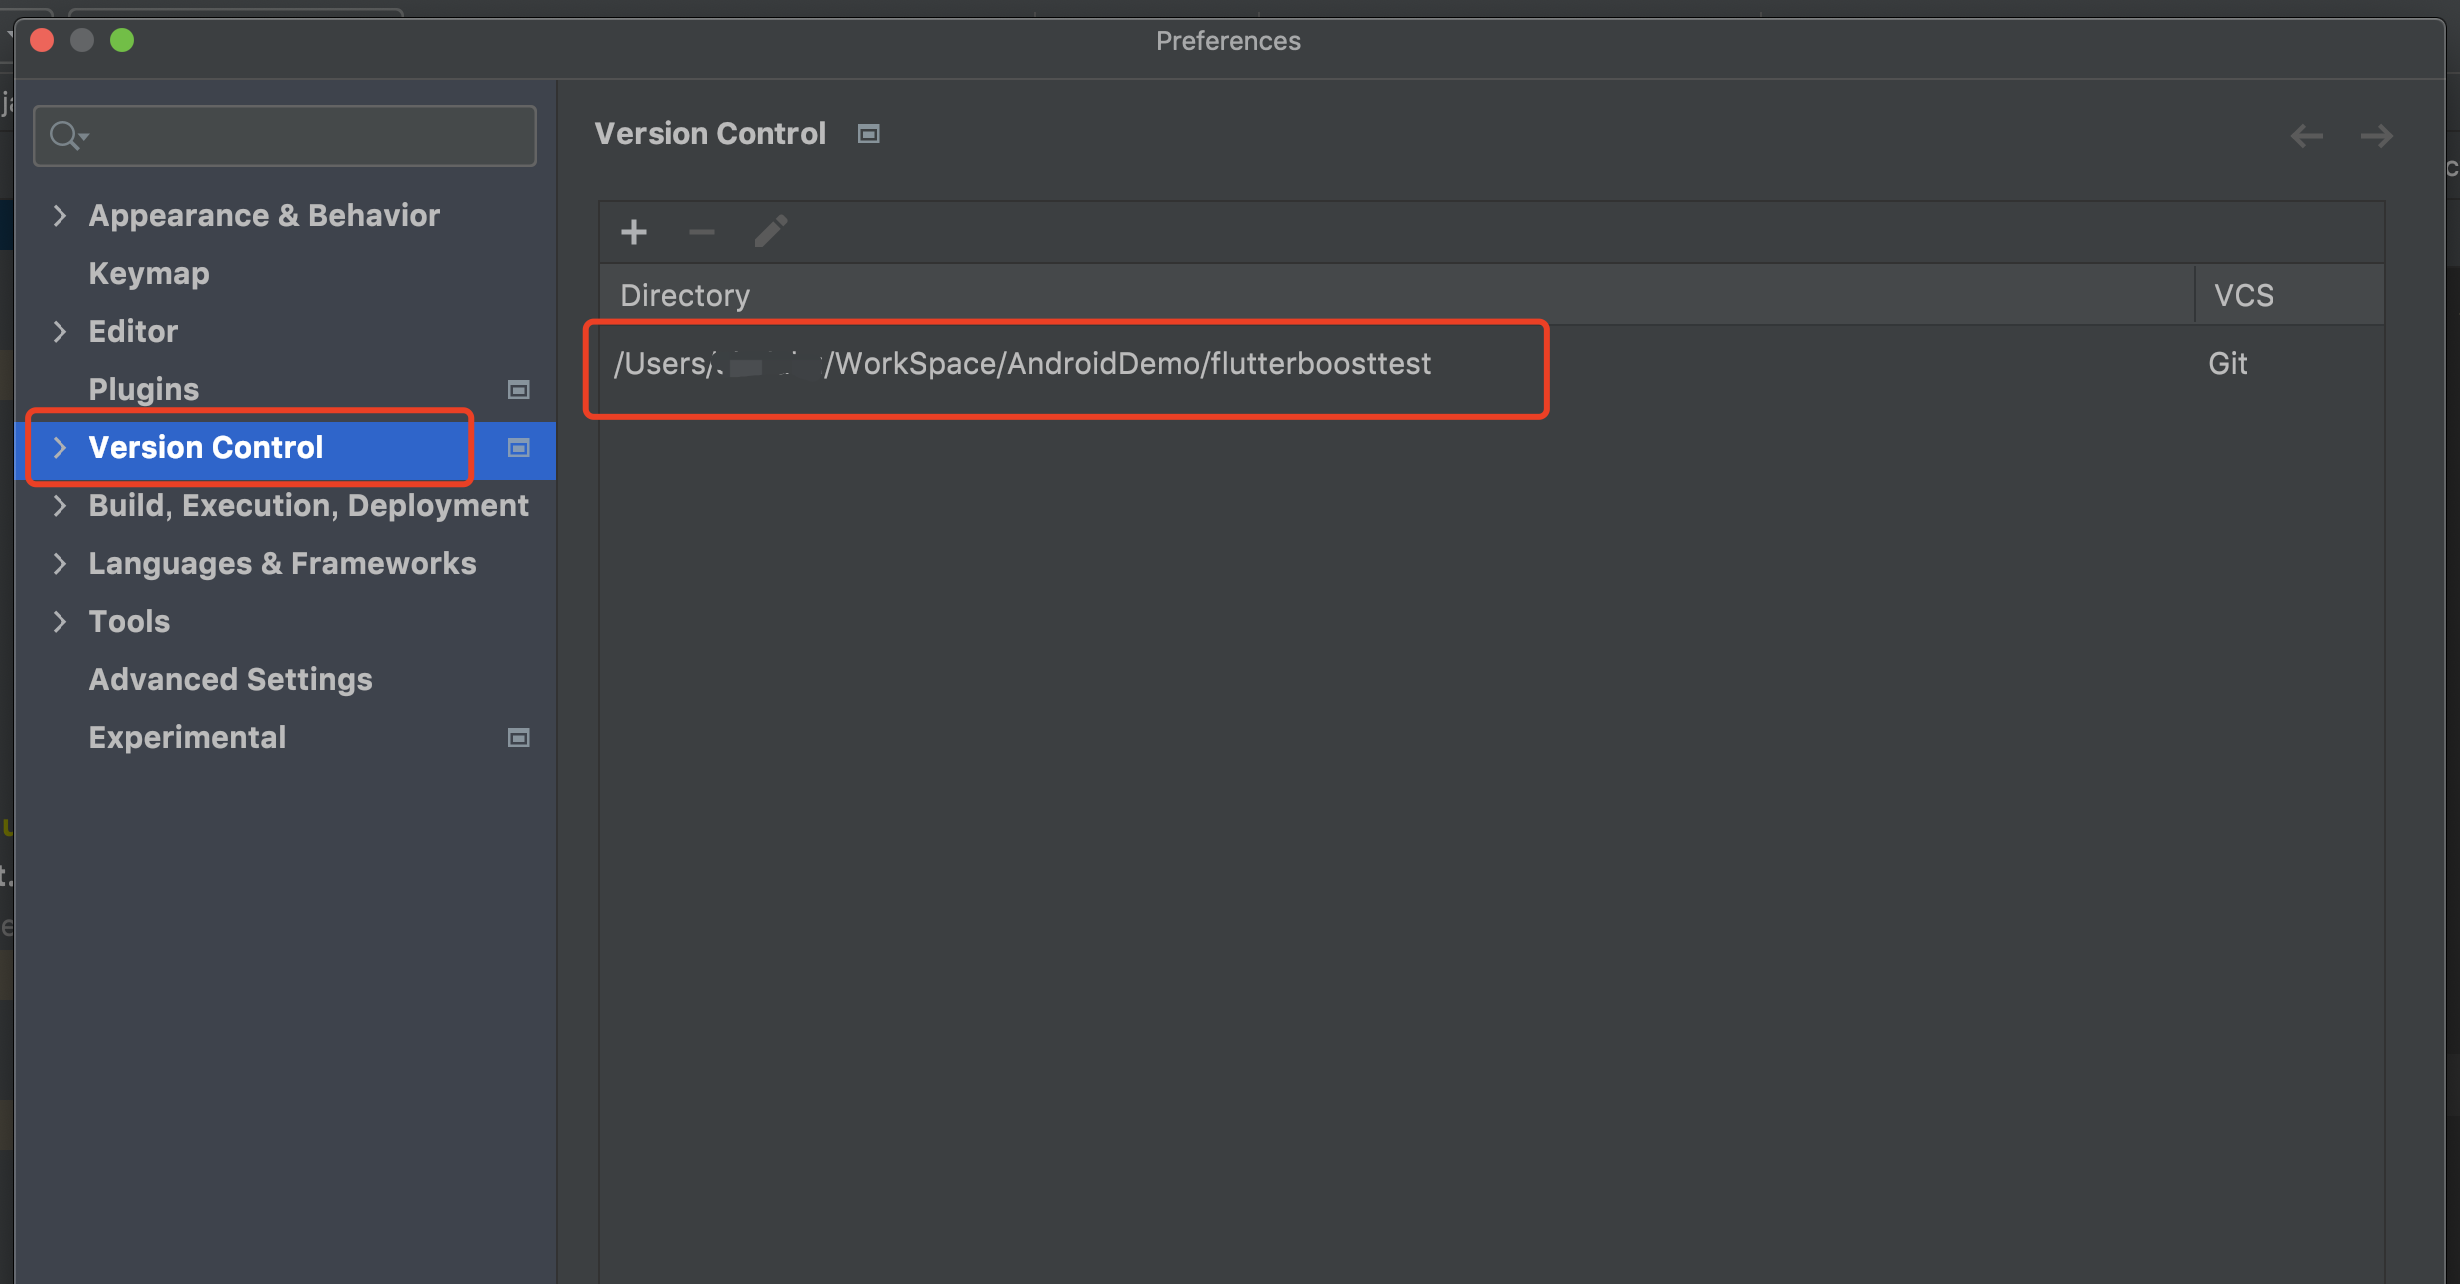 Preferences
Version Control
Appearance & Behavior
Keymap
Editor
Plugins
Version Control
Build, Execution, Deployment
Languages & Frameworks
Tools
Advanced Settings
Experimental
Directory
VCS
/Users/
/WorkSpace/AndroidDemo/flutterboosttest
Git